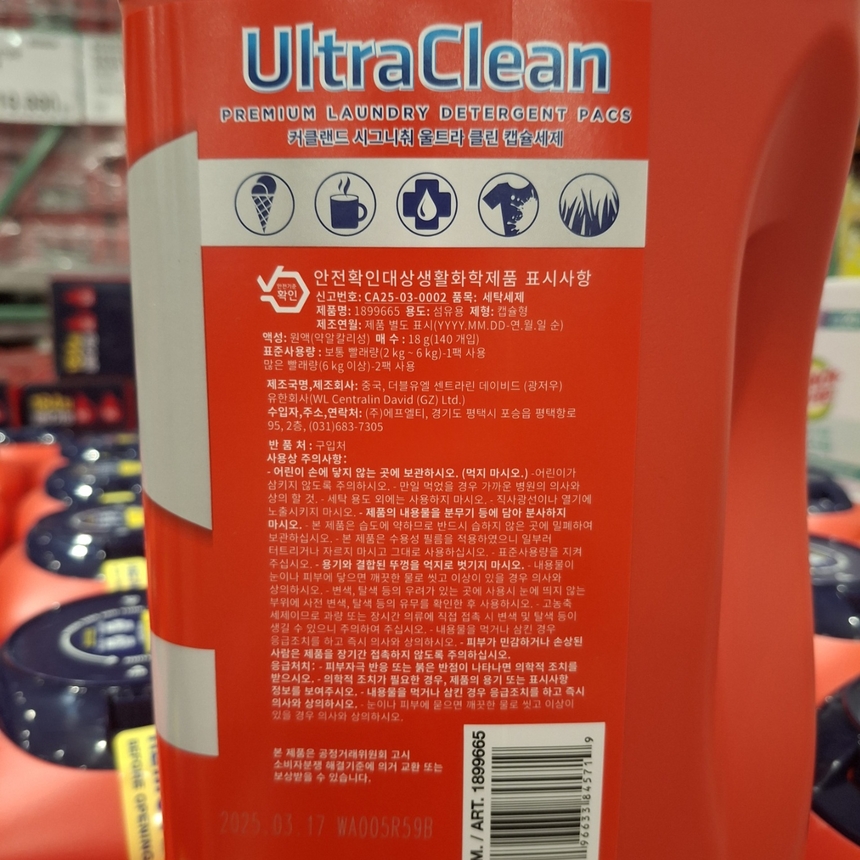 UltraClean
PREMIUM LAUNDRY DETERGENT PACS
커클랜드 시그니춰 울트라 클린 캡슐세제
안전기준
확인
안전확인대상생활화학제품 표시사항
신고번호: CA25-03-0002 품목: 세탁세제
제품명: 1899665 용도: 섬유용 제형: 캡슐형
제조연월: 제품 별도 표시(YYYY.MM.DD-연.월.일 순)
액성: 원액(약알칼리성) 매 수 : 18 g(140 개입)
표준사용량 : 보통 빨래량(2 kg ~ 6 kg)-1팩 사용
많은 빨래량(6 kg 이상)-2팩 사용
제조국명,제조회사: 중국, 더블유엘 센트라린 데이비드 (광저우)
유한회사(WL Centralin David (GZ) Ltd.)
수입자,주소,연락처: (주)에프엘티, 경기도 평택시 포승읍 평택항로
95, 2층, (031)683-7305
반 품 처 : 구입처
사용상 주의사항:
- 어린이 손에 닿지 않는 곳에 보관하시오. (먹지 마시오.) -어린이가
삼키지 않도록 주의하시오. - 만일 먹었을 경우 가까운 병원의 의사와
상의 할 것. - 세탁 용도 외에는 사용하지 마시오. - 직사광선이나 열기에
노출시키지 마시오. - 제품의 내용물을 분무기 등에 담아 분사하지
마시오. - 본 제품은 습도에 약하므로 반드시 습하지 않은 곳에 밀폐하여
보관하십시오. - 본 제품은 수용성 필름을 적용하였으니 일부러
터트리거나 자르지 마시고 그대로 사용하십시오. - 표준사용량을 지켜
주십시오. - 용기와 결합된 뚜껑을 억지로 벗기지 마시오. - 내용물이
눈이나 피부에 닿으면 깨끗한 물로 씻고 이상이 있을 경우 의사와
상의하십시오. - 변색, 탈색 등의 우려가 있는 곳에 사용시 눈에 띄지 않는
부위에 사전 변색, 탈색 등의 유무를 확인한 후 사용하시오. - 고농축
세제이므로 과량 또는 장시간 의류에 직접 접촉 시 변색 및 탈색 등이
생길 수 있으니 주의하여 주십시오. - 내용물을 먹거나 삼킨 경우
응급조치를 하고 즉시 의사와 상의하시오. - 피부가 민감하거나 손상된
사람은 제품을 장기간 접촉하지 않도록 주의하십시오.
응급처치: - 피부자극 반응 또는 붉은 반점이 나타나면 의학적 조치를
받으시오. - 의학적 조치가 필요한 경우, 제품의 용기 또는 표시사항
정보를 보여주시오. - 내용물을 먹거나 삼킨 경우 응급조치를 하고 즉시
의사와 상의하시오. - 눈이나 피부에 묻으면 깨끗한 물로 씻고 이상이
있을 경우 의사와 상의하시오.
본 제품은 공정거래위원회 고시
소비자분쟁 해결기준에 의거 교환 또는
보상받을 수 있습니다.
2025.03.17 WA005R59B
M. / ART. 1899665
96633 84571 9
BEFORE OPENING